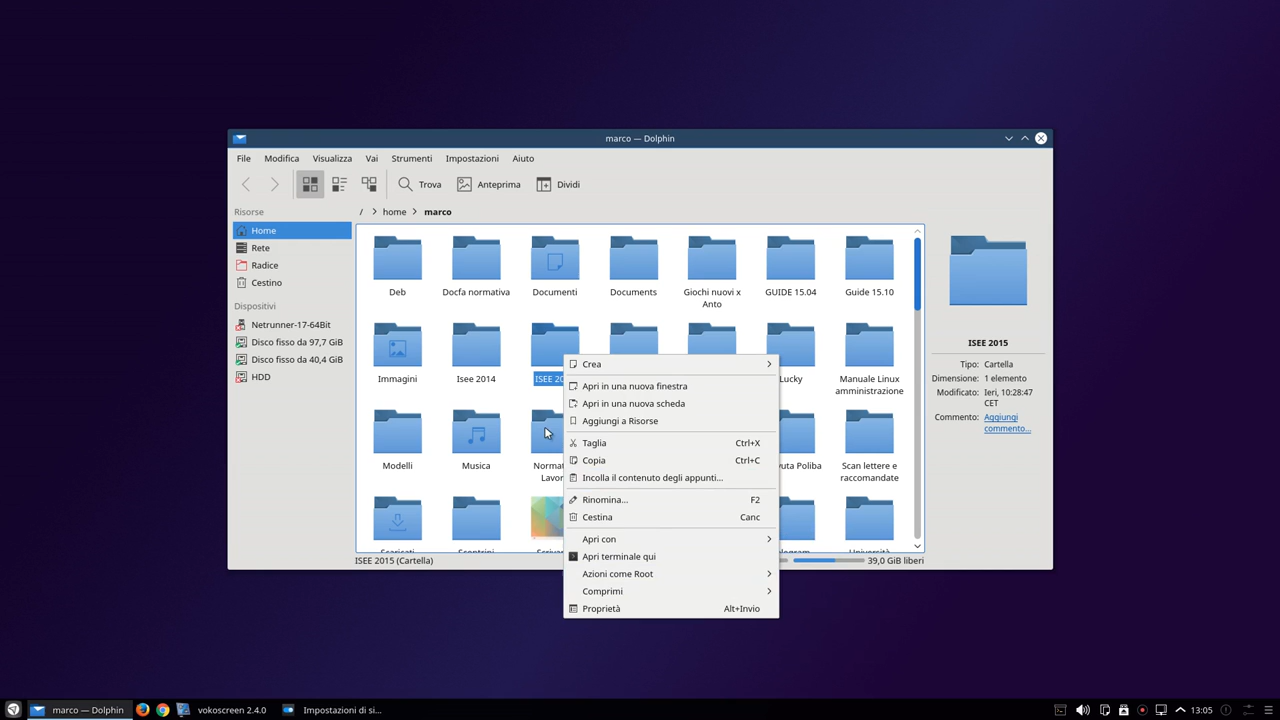 marco — Dolphin
File Modifica Visualizza Vai Strumenti Impostazioni Aiuto
Trova Anteprima Dividi
Risorse
/ home marco
Home
Rete
Radice
Cestino
Dispositivi
Netrunner-17-64Bit
Disco fisso da 97,7 GiB
Disco fisso da 40,4 GiB
HDD
Deb Docfa normativa Documenti Documents Giochi nuovi x GUIDE 15.04 Guide 15.10
Anto
Immagini Isee 2014 ISEE 20 Lucky Manuale Linux
amministrazione
Modelli Musica Scan lettere e
raccomandate
Crea
Apri in una nuova finestra
Apri in una nuova scheda
Aggiungi a Risorse
Taglia Ctrl+X
Copia Ctrl+C
Incolla il contenuto degli appunti...
Rinomina... F2
Cestina Canc
Apri con
Apri terminale qui
Azioni come Root
Comprimi
Proprietà Alt+Invio
ISEE 2015
Tipo: Cartella
Dimensione: 1 elemento
Modificato: Ieri, 10:28:47
CET
Commento: Aggiungi
commento...
ISEE 2015 (Cartella) 39,0 GiB liberi
marco — Dolphin vokoscreen 2.4.0 Impostazioni di si... 13:05